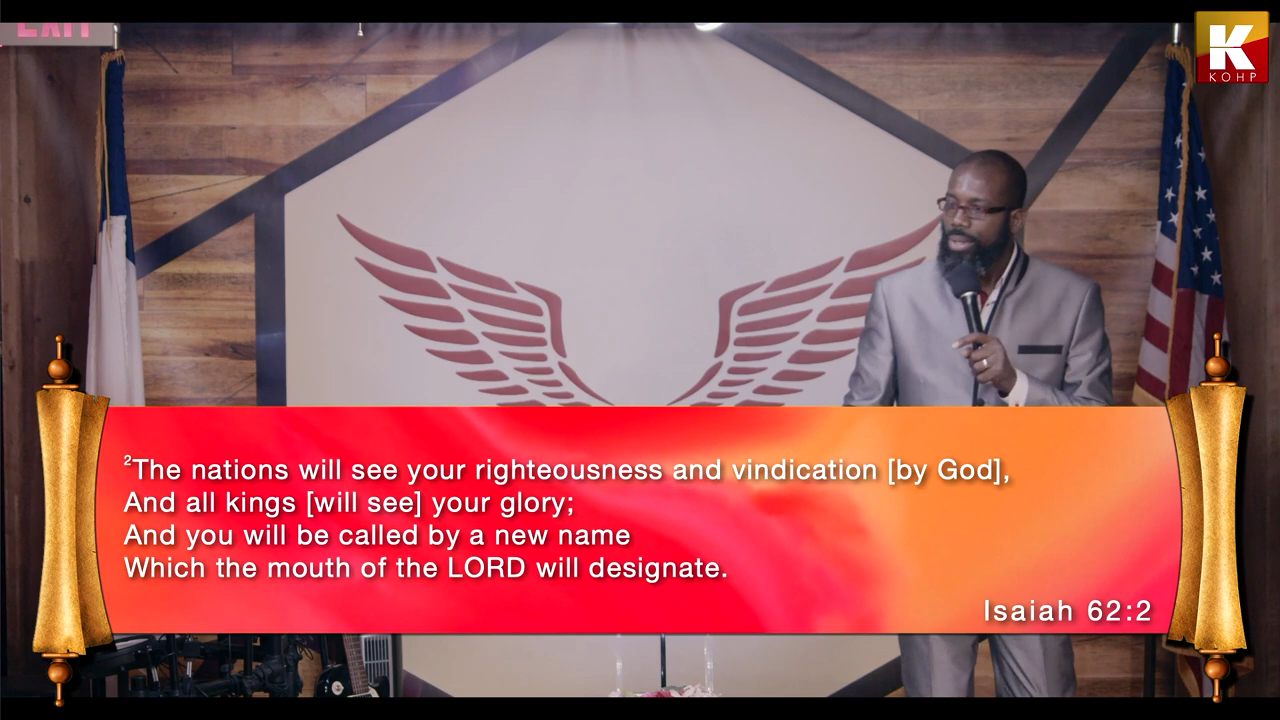 EXIT
K
KOHP
2The nations will see your righteousness and vindication [by God],
And all kings [will see] your glory;
And you will be called by a new name
Which the mouth of the LORD will designate.
Isaiah 62:2